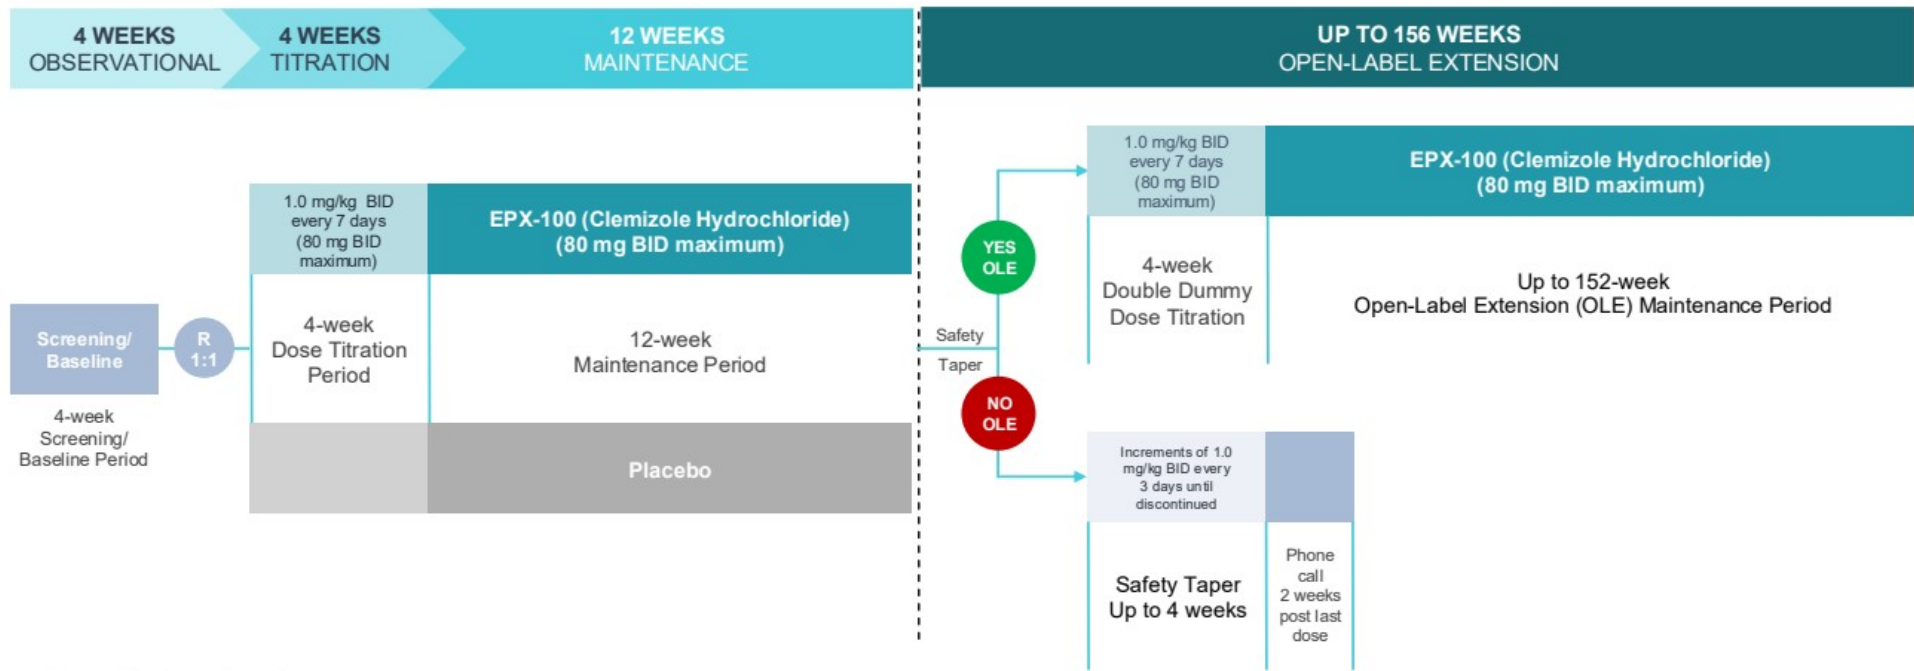 4 WEEKS
OBSERVATIONAL
4 WEEKS
TITRATION
12 WEEKS
MAINTENANCE
UP TO 156 WEEKS
OPEN-LABEL EXTENSION
Screening/
Baseline
4-week
Screening/
Baseline Period
R
1:1
1.0 mg/kg BID
every 7 days
(80 mg BID
maximum)
EPX-100 (Clemizole Hydrochloride)
(80 mg BID maximum)
4-week
Dose Titration
Period
12-week
Maintenance Period
Placebo
Safety
Taper
YES
OLE
1.0 mg/kg BID
every 7 days
(80 mg BID
maximum)
EPX-100 (Clemizole Hydrochloride)
(80 mg BID maximum)
4-week
Double Dummy
Dose Titration
Up to 152-week
Open-Label Extension (OLE) Maintenance Period
NO
OLE
Increments of 1.0
mg/kg BID every
3 days until
discontinued
Safety Taper
Up to 4 weeks
Phone
call
2 weeks
post last
dose